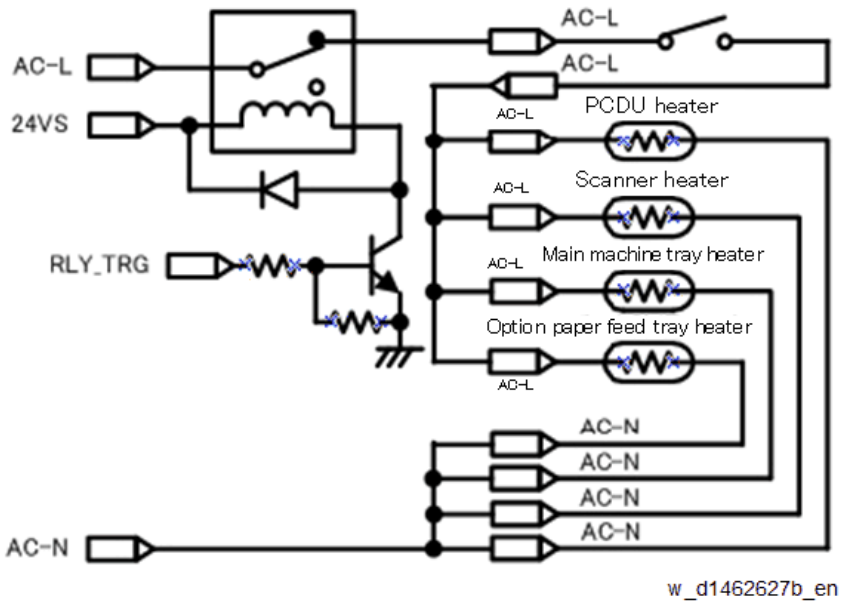 AC-L
AC-L
AC-L
24VS
PCDU heater
AC-L
Scanner heater
AC-L
RLY_TRG
Main machine tray heater
AC-L
Option paper feed tray heater
AC-L
AC-N
AC-N
AC-N
AC-N
AC-N
w_d1462627b_en